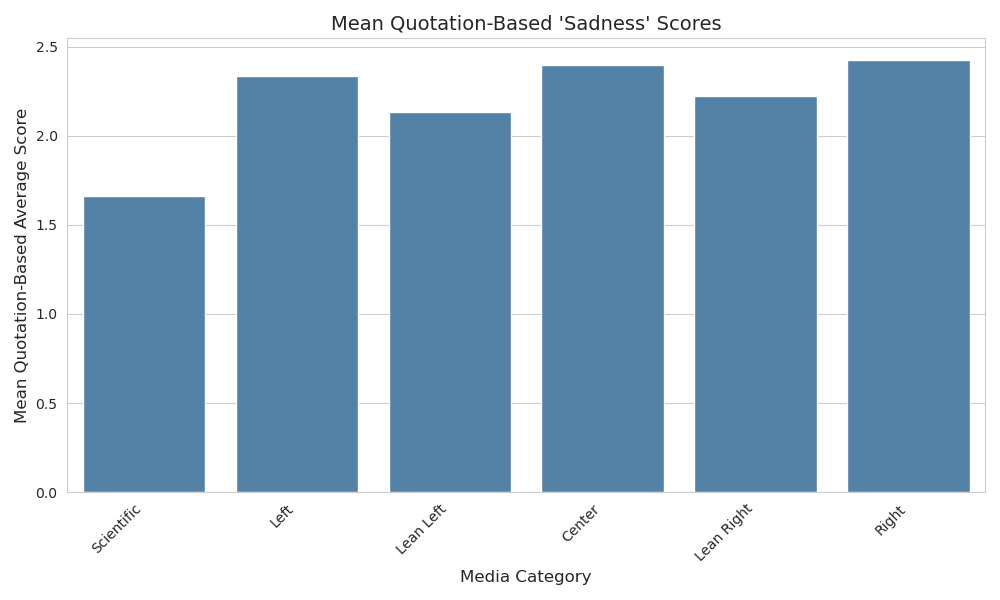 Mean Quotation-Based 'Sadness' Scores
Mean Quotation-Based Average Score
2.5
2.0
1.5
1.0
0.5
0.0
Scientific
Left
Lean Left
Center
Lean Right
Right
Media Category